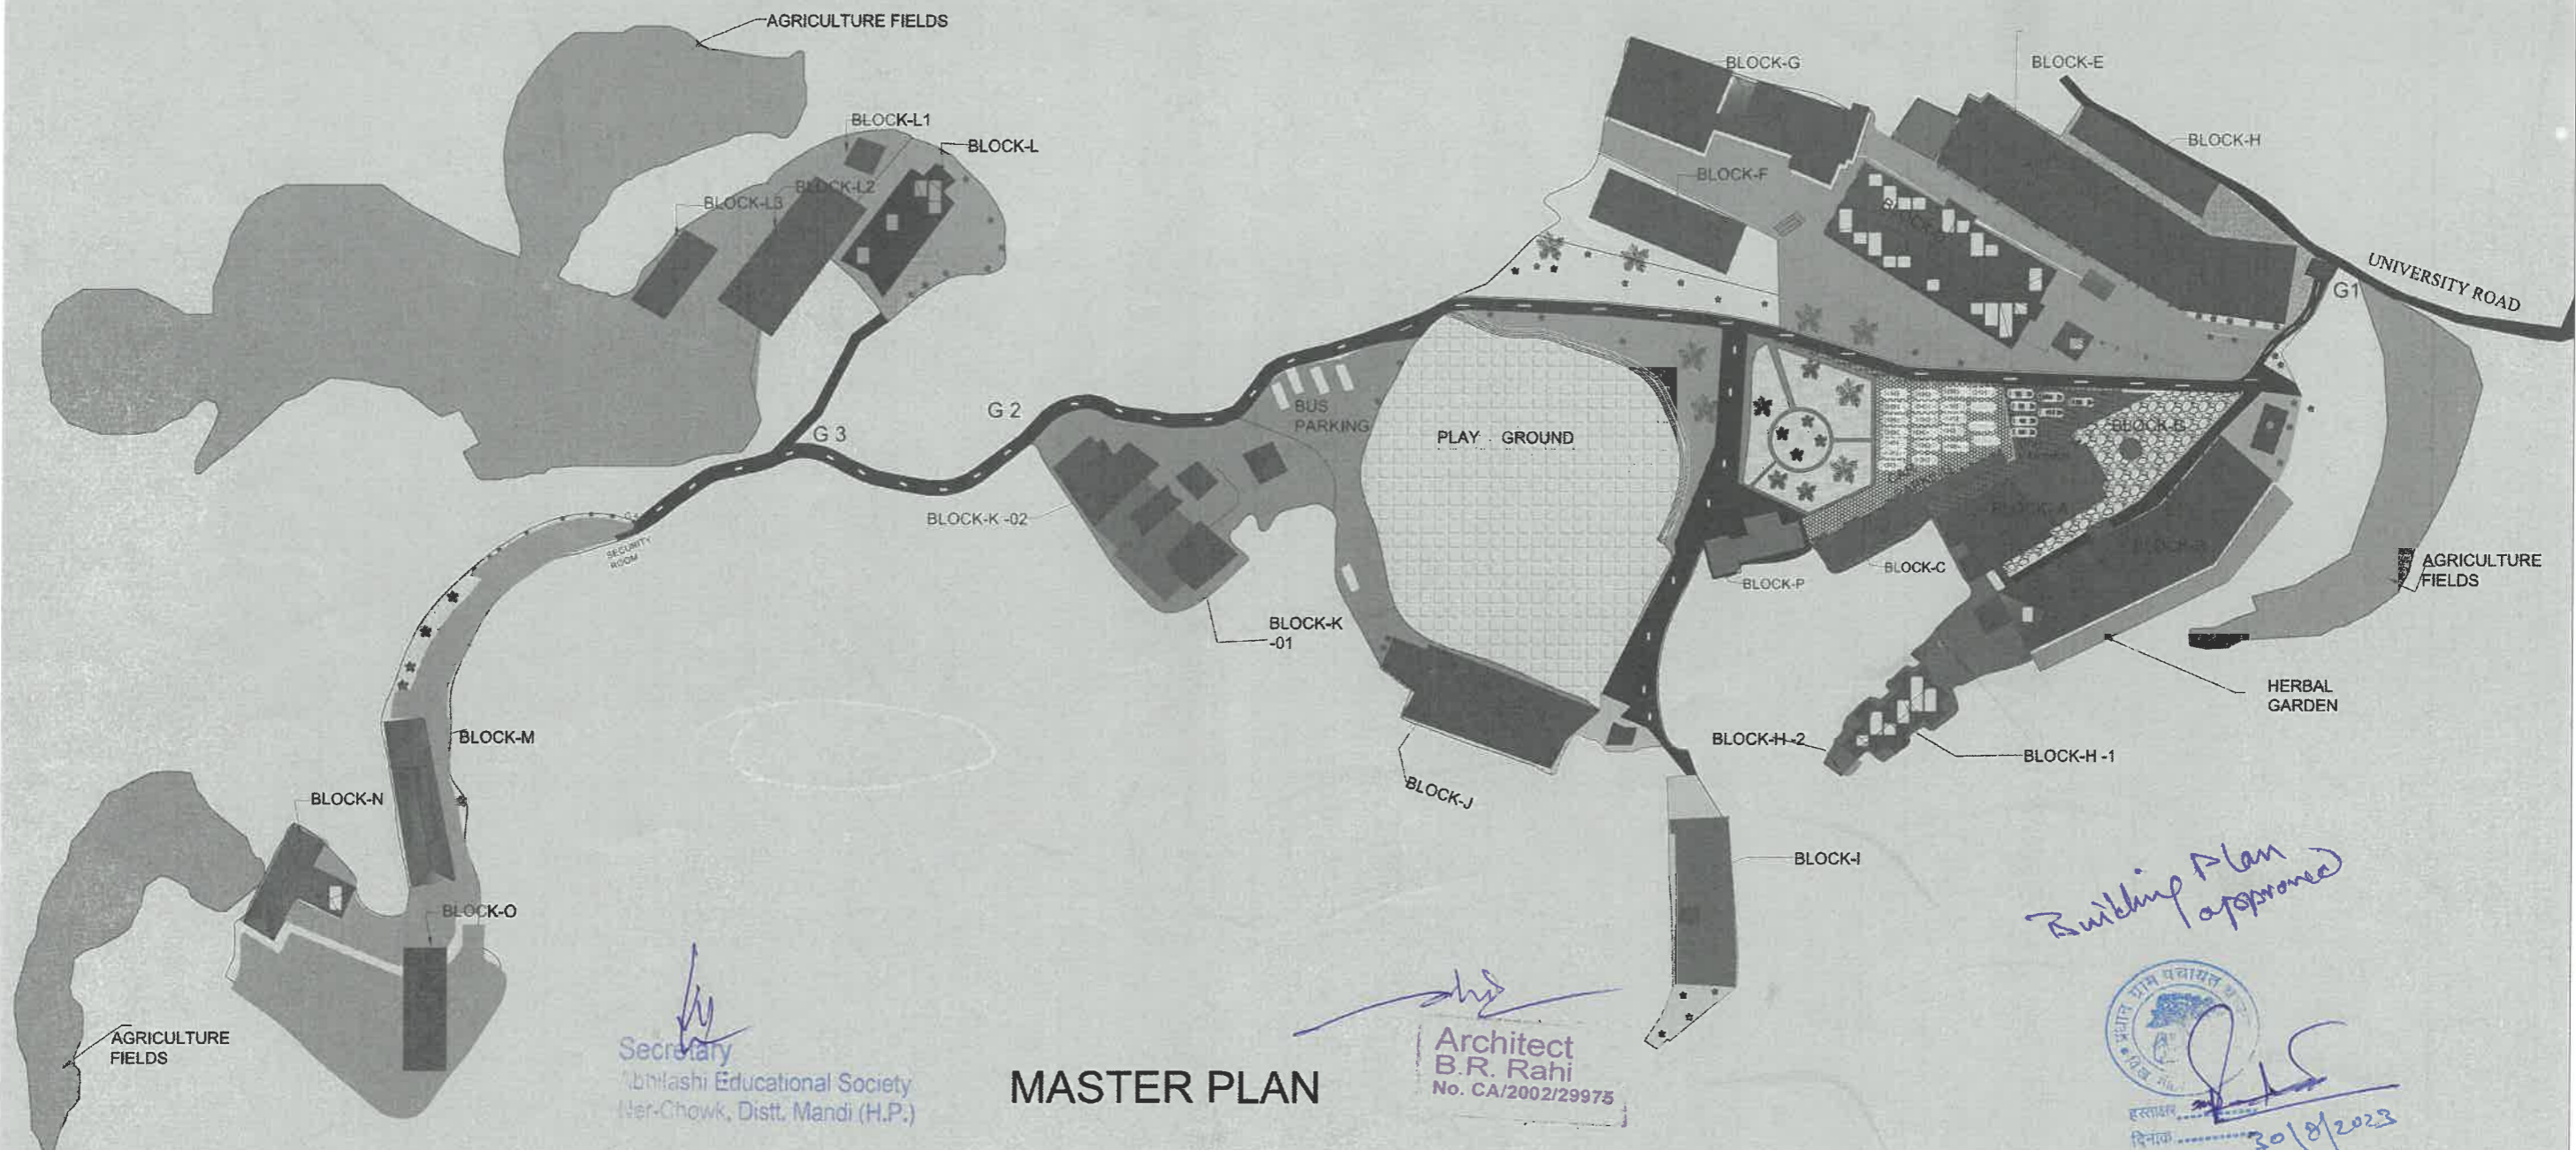 AGRICULTURE FIELDS
BLOCK-L1
BLOCK-L
BLOCK-L2
BLOCK-L3
BLOCK-G
BLOCK-E
BLOCK-H
BLOCK-F
UNIVERSITY ROAD
G1
G 2
G 3
BUS
PARKING
PLAY GROUND
BLOCK-B
BLOCK-A
BLOCK-K -02
SECURITY
ROOM
BLOCK-P
BLOCK-C
AGRICULTURE
FIELDS
BLOCK-K
-01
HERBAL
GARDEN
BLOCK-M
BLOCK-H -2
BLOCK-H -1
BLOCK-J
BLOCK-N
BLOCK-I
BLOCK-O
AGRICULTURE
FIELDS
Building Plan
approved
Secretary
Abhilashi Educational Society
Ner-Chowk, Distt. Mandi (H.P.)
MASTER PLAN
Architect
B.R. Rahi
No. CA/2002/29975
प्रधान ग्राम पंचायत
हस्ताक्षर
दिनांक 30/8/2023